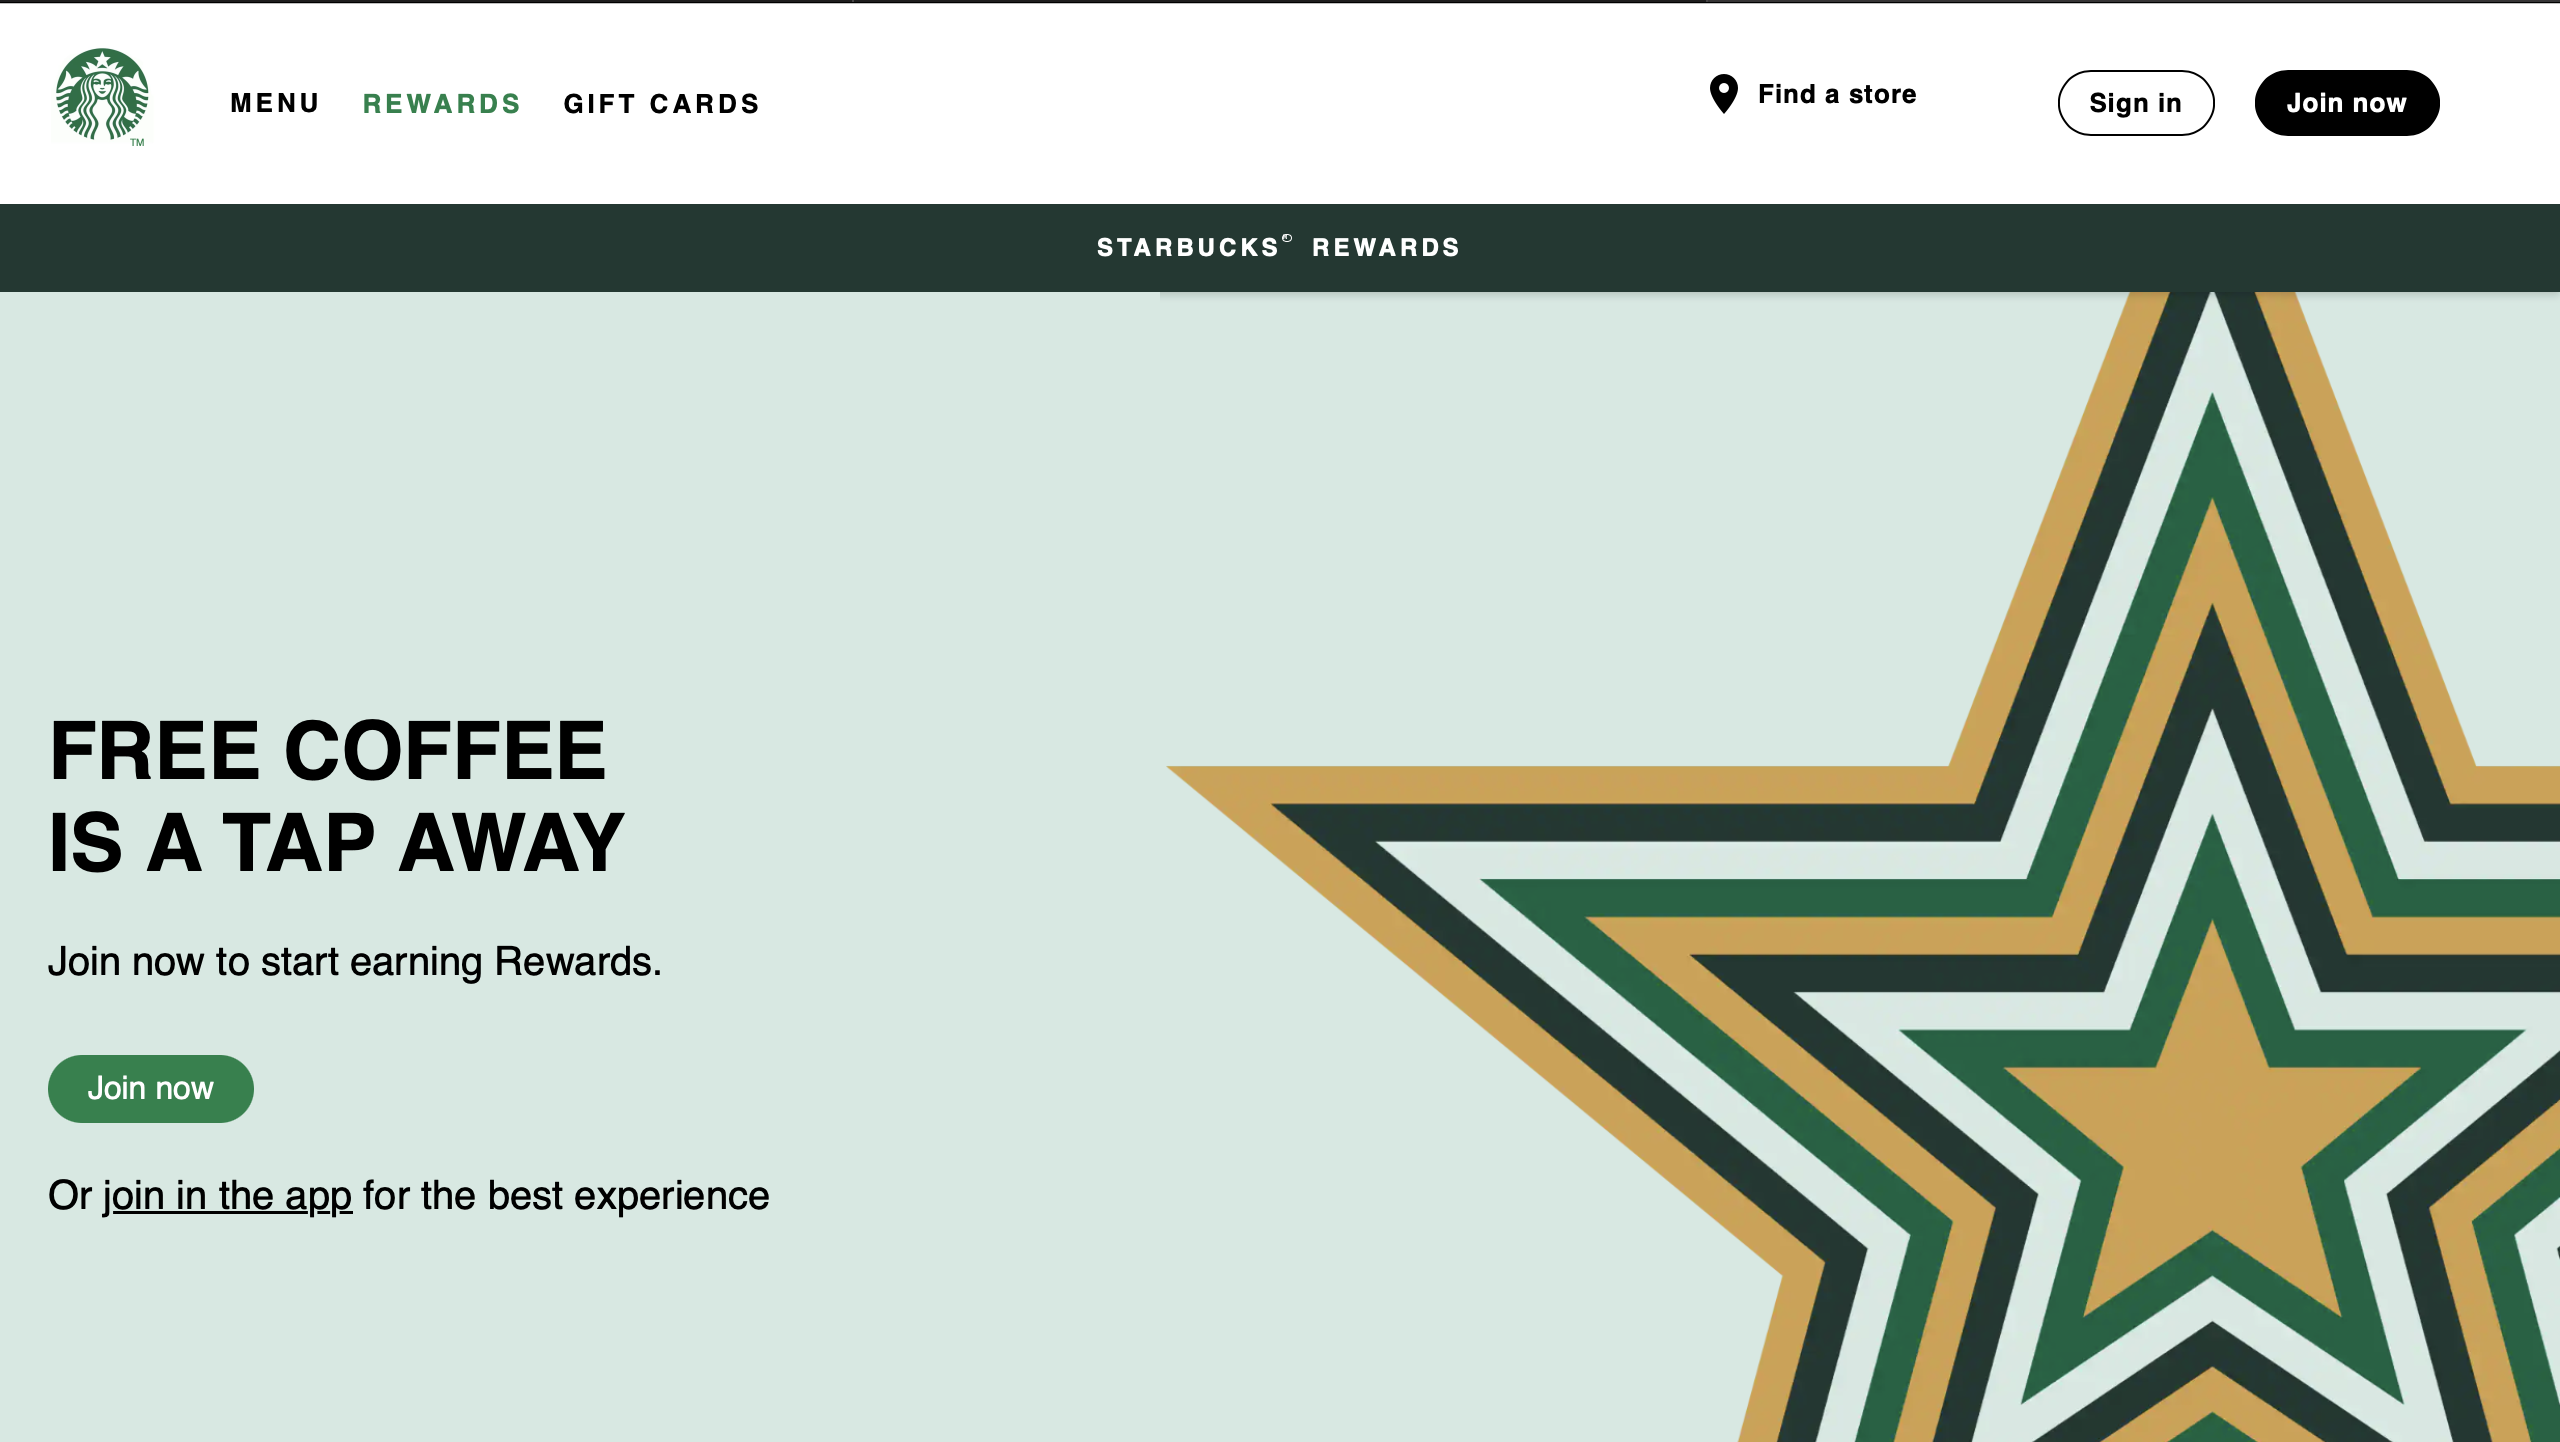 TM
MENU REWARDS GIFT CARDS Find a store Sign in Join now
STARBUCKS REWARDS
FREE COFFEE
IS A TAP AWAY
Join now to start earning Rewards.
Join now
Or join in the app for the best experience